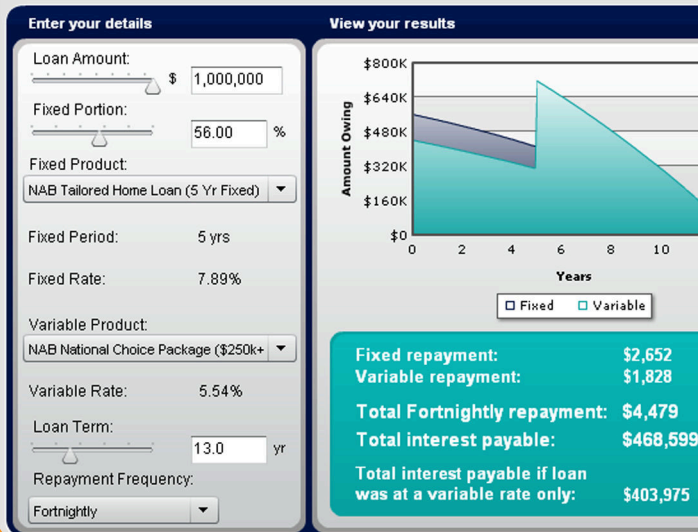 Enter your details
Loan Amount:
$ 1,000,000
Fixed Portion:
56.00 %
Fixed Product:
NAB Tailored Home Loan (5 Yr Fixed)
Fixed Period: 5 yrs
Fixed Rate: 7.89%
Variable Product:
NAB National Choice Package ($250k+
Variable Rate: 5.54%
Loan Term:
13.0 yr
Repayment Frequency:
Fortnightly
View your results
$800K
$640K
$480K
$320K
$160K
$0
Amount Owing
0 2 4 6 8 10
Years
Fixed Variable
Fixed repayment: $2,652
Variable repayment: $1,828
Total Fortnightly repayment: $4,479
Total interest payable: $468,599
Total interest payable if loan
was at a variable rate only: $403,975